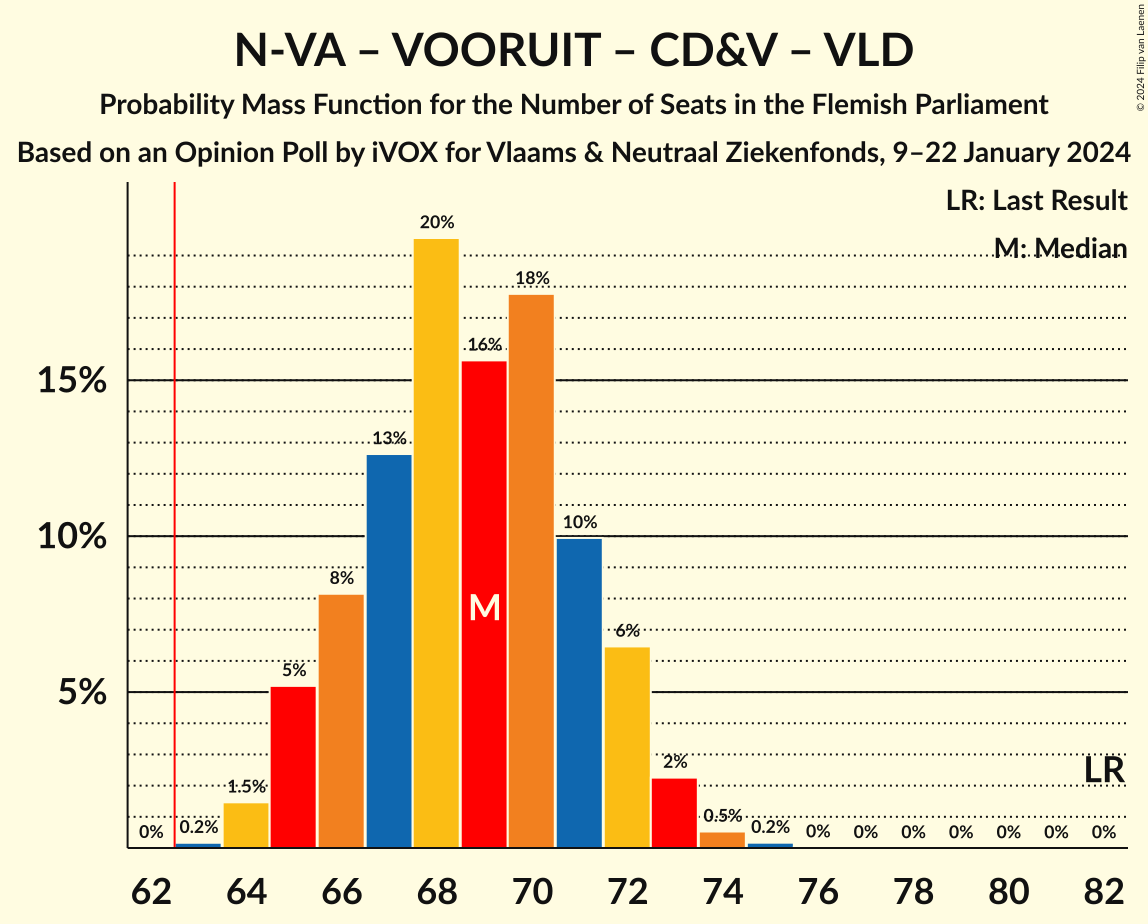 N-VA – VOORUIT – CD&V – VLD
Probability Mass Function for the Number of Seats in the Flemish Parliament
Based on an Opinion Poll by iVOX for Vlaams & Neutraal Ziekenfonds, 9–22 January 2024
© 2024 Filip van Laenen
LR: Last Result
M: Median
15%
10%
5%
0%
0.2%
1.5%
5%
8%
13%
20%
16%
18%
10%
6%
2%
0.5%
0.2%
0%
0%
0%
0%
0%
0%
0%
M
LR
62 64 66 68 70 72 74 76 78 80 82